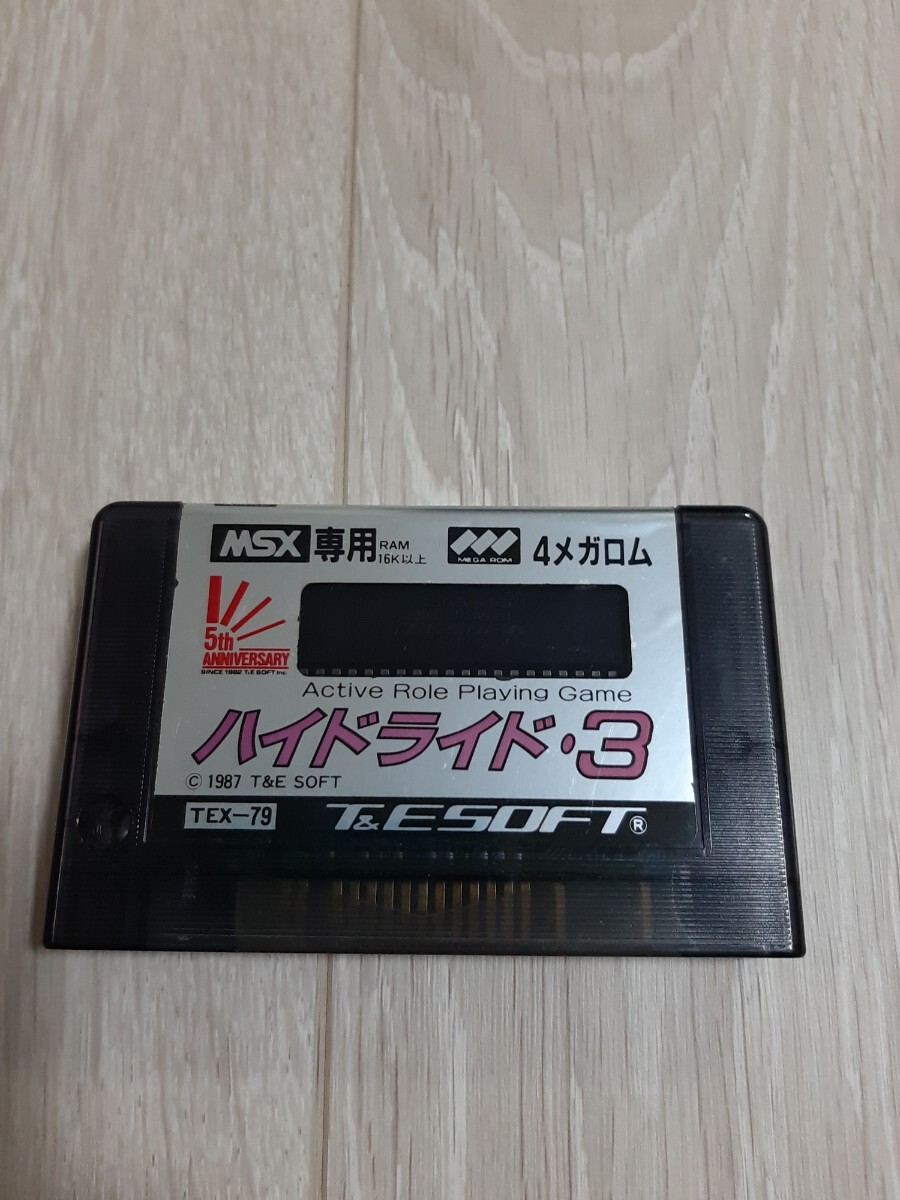 MSX 専用 RAM 16K以上 MEGA ROM 4メガロム
5th
ANNIVERSARY
SINCE 1982 T&E SOFT Inc.
Active Role Playing Game
ハイドライド・3
© 1987 T&E SOFT
TEX-79 T&ESOFT®